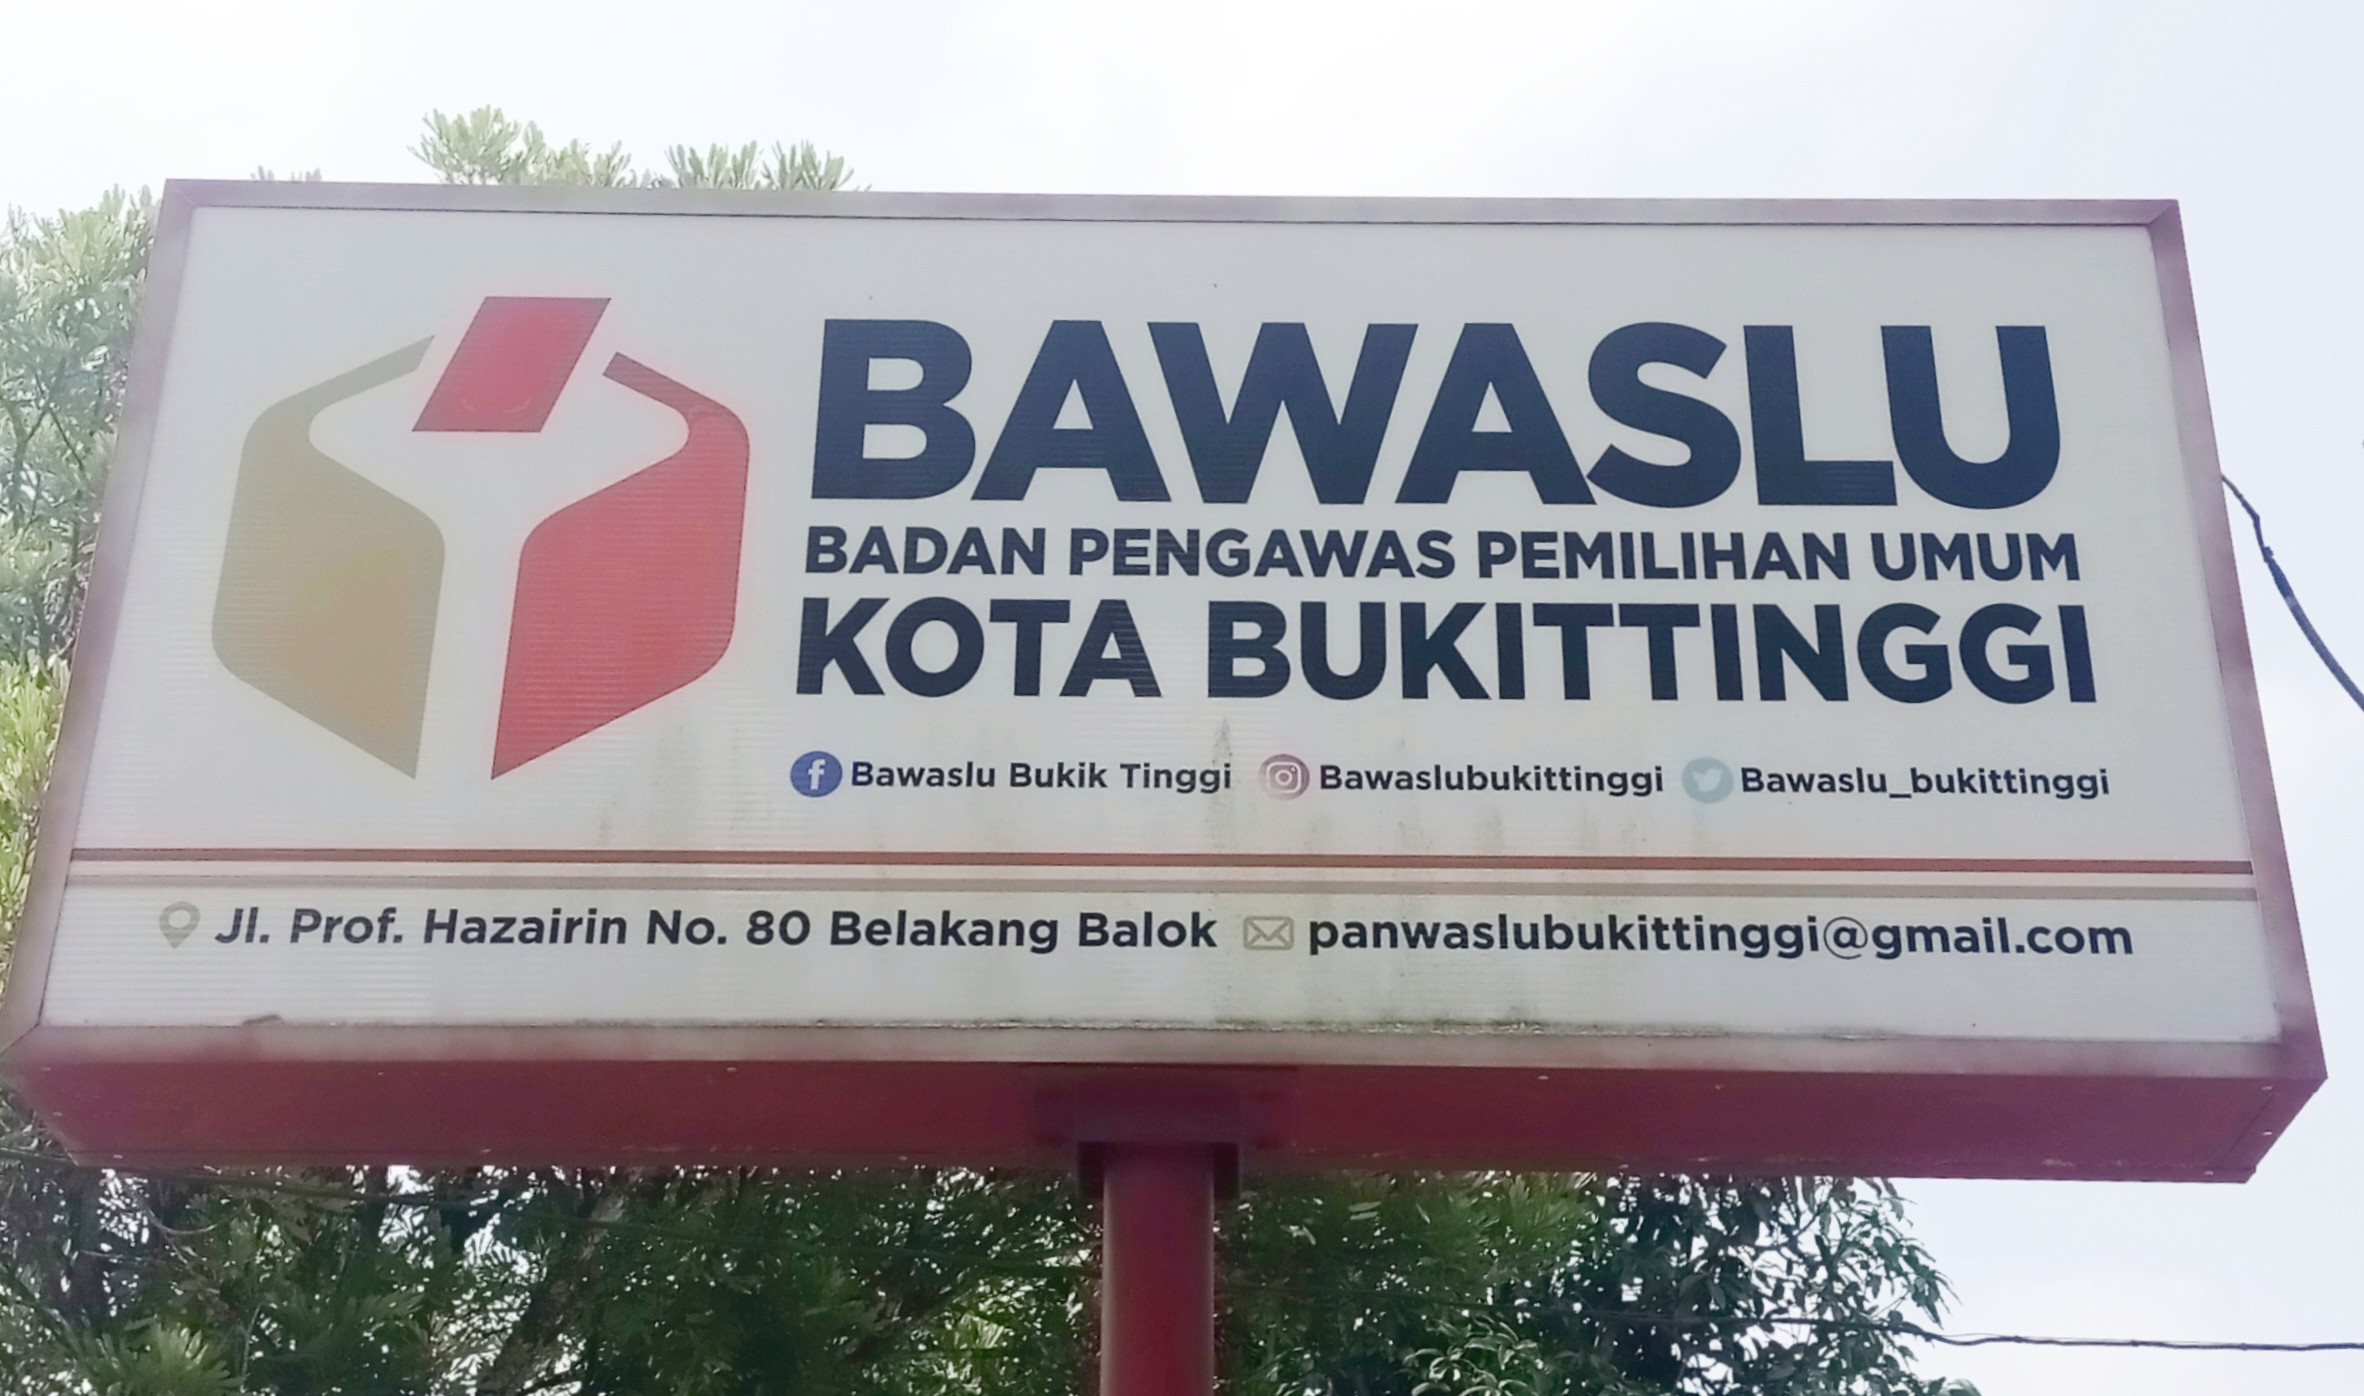 BAWASLU
BADAN PENGAWAS PEMILIHAN UMUM
KOTA BUKITTINGGI
Bawaslu Bukik Tinggi Bawaslubukittinggi Bawaslu_bukittinggi
Jl. Prof. Hazairin No. 80 Belakang Balok panwaslubukittinggi@gmail.com